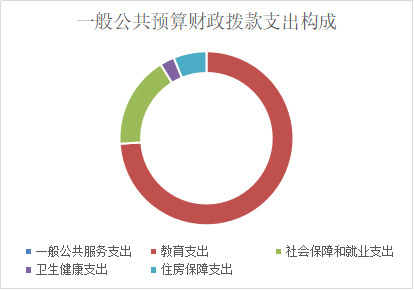 一般公共预算财政拨款支出构成
一般公共服务支出 教育支出 社会保障和就业支出
卫生健康支出 住房保障支出